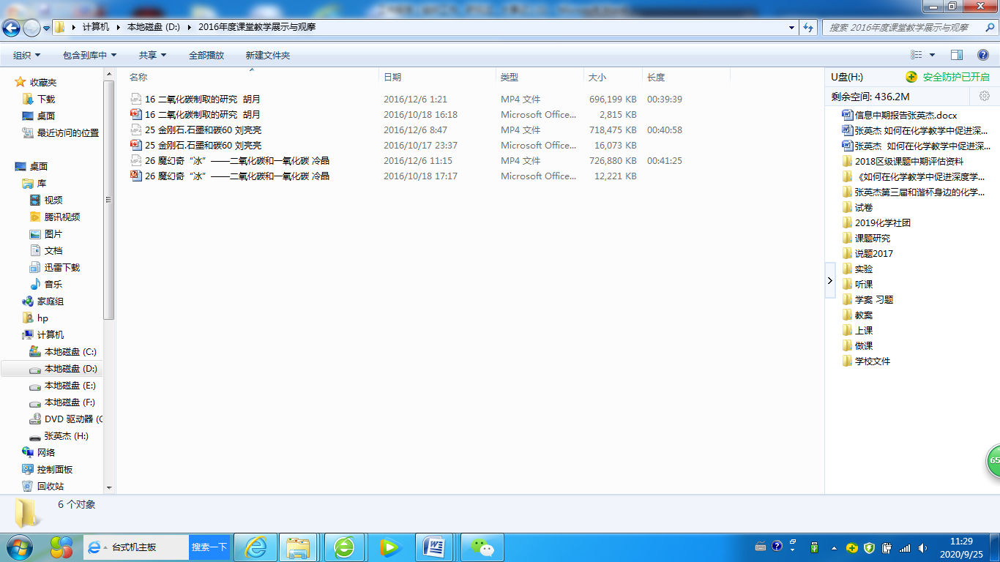 计算机 本地磁盘 (D:) 2016年度课堂教学展示与观摩
搜索 2016年度课堂教学展示与观摩
组织 包含到库中 共享 全部播放 新建文件夹
收藏夹
下载
桌面
最近访问的位置
桌面
库
视频
腾讯视频
图片
文档
迅雷下载
音乐
家庭组
hp
计算机
本地磁盘 (C:)
本地磁盘 (D:)
本地磁盘 (E:)
本地磁盘 (F:)
DVD 驱动器 (
张英杰 (H:)
网络
控制面板
回收站
名称 日期 类型 大小 长度
16 二氧化碳制取的研究 胡月 2016/12/6 1:21 MP4 文件 696,199 KB 00:39:39
16 二氧化碳制取的研究 胡月 2016/10/18 16:18 Microsoft Office... 2,815 KB
25 金刚石.石墨和碳60 刘亮亮 2016/12/6 8:47 MP4 文件 718,475 KB 00:40:58
25 金刚石.石墨和碳60 刘亮亮 2016/10/17 23:37 Microsoft Office... 16,073 KB
26 魔幻奇“冰”——二氧化碳和一氧化碳 冷晶 2016/12/6 11:15 MP4 文件 726,880 KB 00:41:25
26 魔幻奇“冰”——二氧化碳和一氧化碳 冷晶 2016/10/18 17:17 Microsoft Office... 12,221 KB
U盘(H:) 安全防护已开启
剩余空间: 436.2M
信息中期报告张英杰.docx
张英杰 如何在化学教学中促进深...
张英杰 如何在化学教学中促进深...
2018区级课题中期评估资料
《如何在化学教学中促进深度学...
张英杰第三届和谐杯身边的化学...
试卷
2019化学社团
课题研究
说题2017
实验
听课
学案 习题
教案
上课
做课
学校文件
65
6 个对象
台式机主板 搜索一下
11:29
2020/9/25